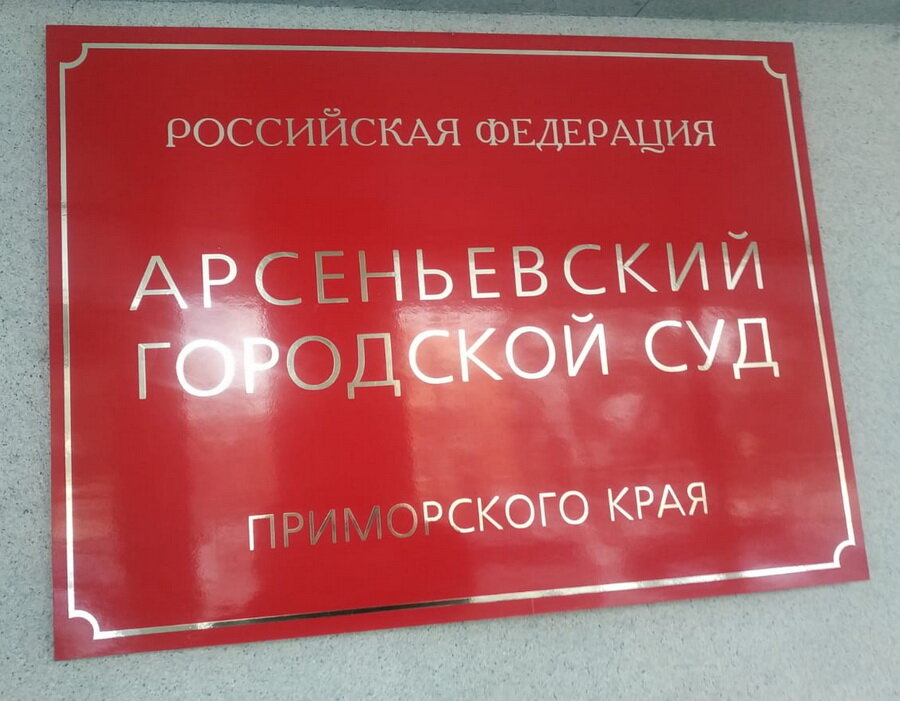 РОССИЙСКАЯ ФЕДЕРАЦИЯ
АРСЕНЬЕВСКИЙ
ГОРОДСКОЙ СУД
ПРИМОРСКОГО КРАЯ